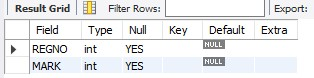 Result Grid Filter Rows: Export:
Field Type Null Key Default Extra
REGNO int YES NULL
MARK int YES NULL